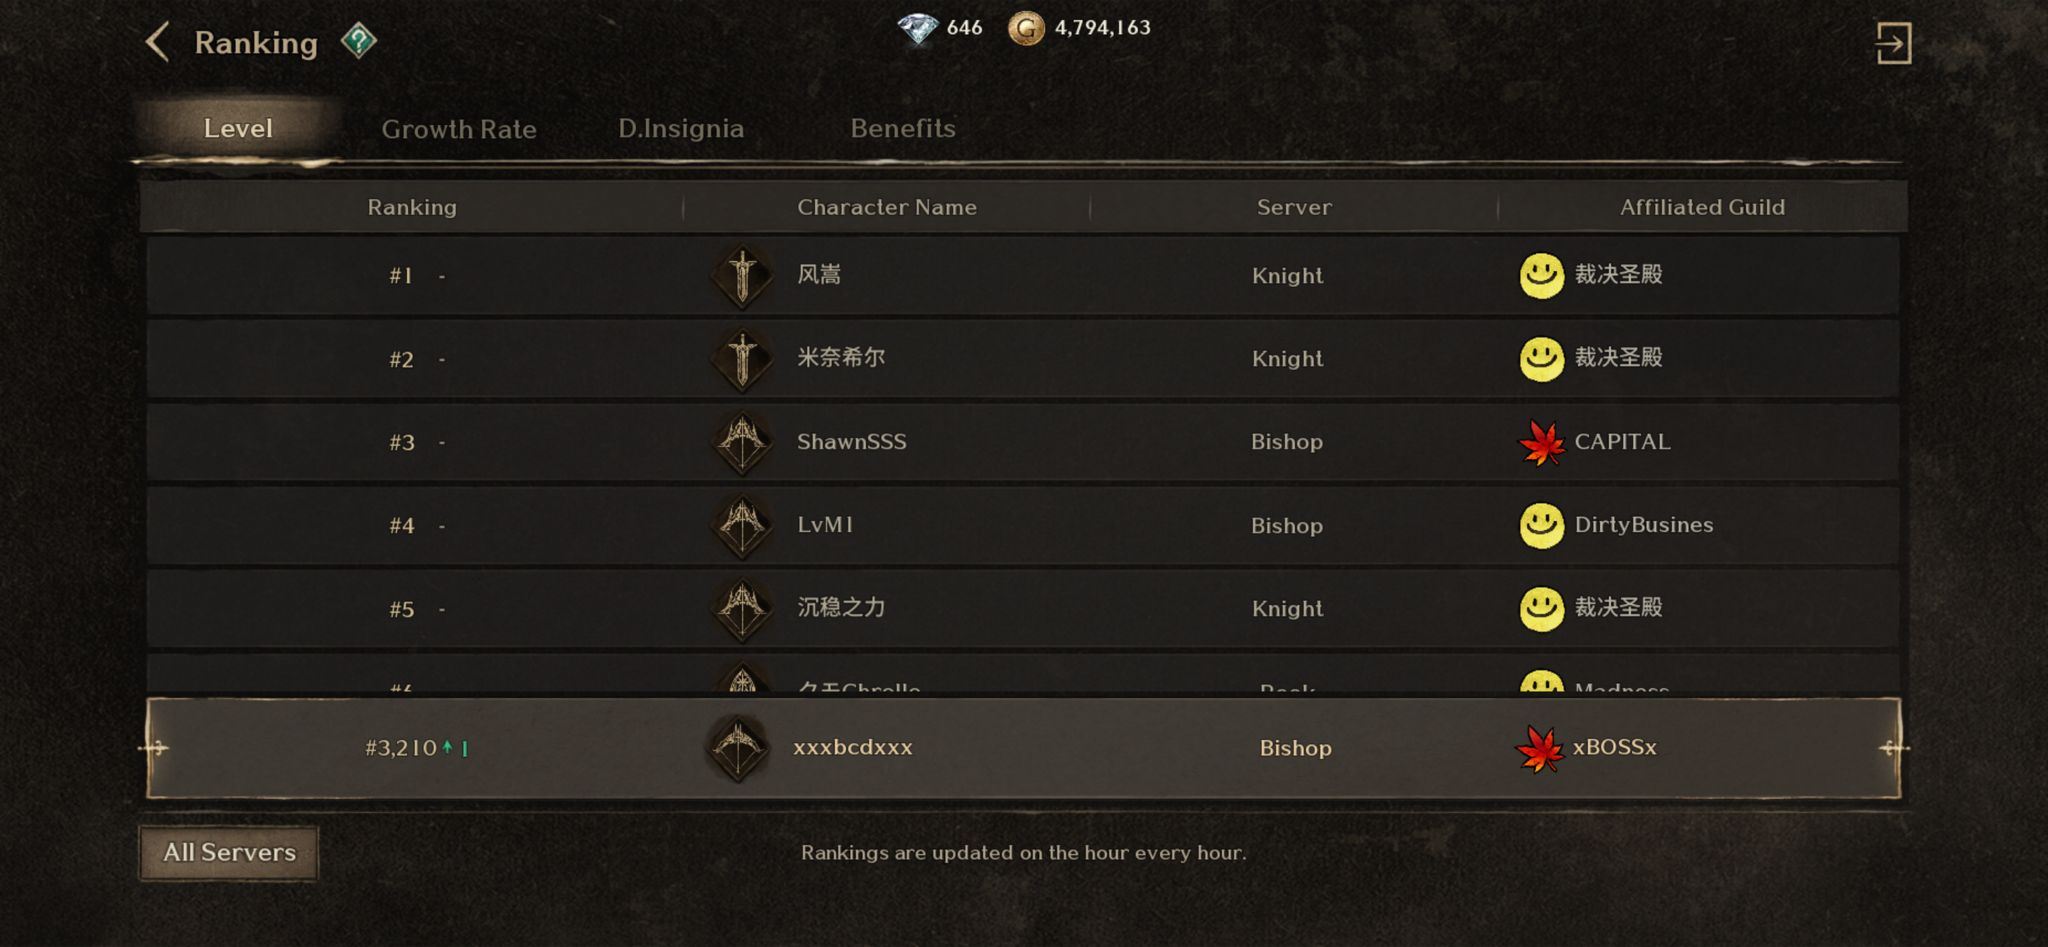 Ranking ?
646 G 4,794,163
Level Growth Rate D.Insignia Benefits
Ranking Character Name Server Affiliated Guild
#1 - 风嵩 Knight 裁决圣殿
#2 - 米奈希尔 Knight 裁决圣殿
#3 - ShawnSSS Bishop CAPITAL
#4 - LvM1 Bishop DirtyBusines
#5 - 沉稳之力 Knight 裁决圣殿
#6 Madness
#3,210 ↑ 1 xxxbcdxxx Bishop xBOSSx
All Servers
Rankings are updated on the hour every hour.